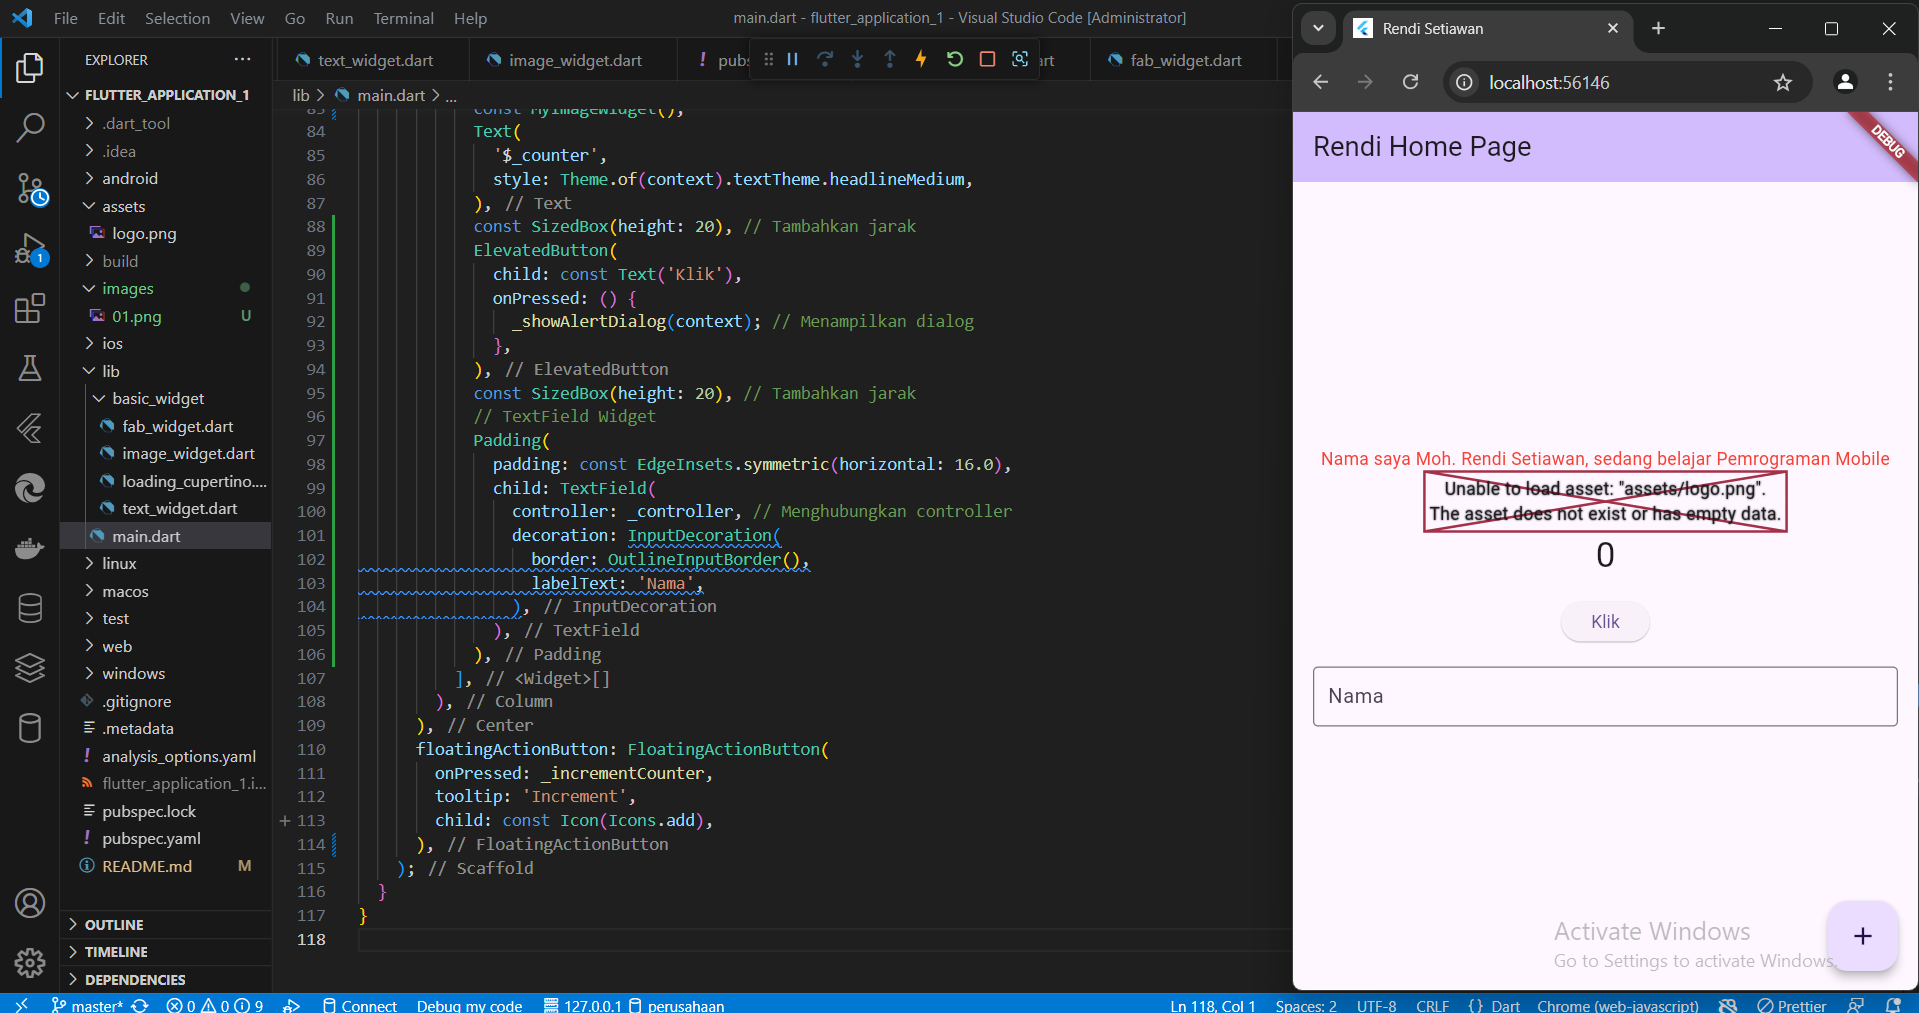 File Edit Selection View Go Run Terminal Help
main.dart - flutter_application_1 - Visual Studio Code [Administrator]
EXPLORER
FLUTTER_APPLICATION_1
.dart_tool
.idea
android
assets
logo.png
build
images
01.png U
ios
lib
basic_widget
fab_widget.dart
image_widget.dart
loading_cupertino....
text_widget.dart
main.dart
linux
macos
test
web
windows
.gitignore
.metadata
analysis_options.yaml
flutter_application_1.i...
pubspec.lock
pubspec.yaml
README.md M
OUTLINE
TIMELINE
DEPENDENCIES
1
text_widget.dart image_widget.dart ! pubs art fab_widget.dart
lib > main.dart > ...
83 const MyImageWidget(),
84 Text(
85 '$_counter',
86 style: Theme.of(context).textTheme.headlineMedium,
87 ), // Text
88 const SizedBox(height: 20), // Tambahkan jarak
89 ElevatedButton(
90 child: const Text('Klik'),
91 onPressed: () {
92 _showAlertDialog(context); // Menampilkan dialog
93 },
94 ), // ElevatedButton
95 const SizedBox(height: 20), // Tambahkan jarak
96 // TextField Widget
97 Padding(
98 padding: const EdgeInsets.symmetric(horizontal: 16.0),
99 child: TextField(
100 controller: _controller, // Menghubungkan controller
101 decoration: InputDecoration(
102 border: OutlineInputBorder(),
103 labelText: 'Nama',
104 ), // InputDecoration
105 ), // TextField
106 ), // Padding
107 ], // <Widget>[]
108 ), // Column
109 ), // Center
110 floatingActionButton: FloatingActionButton(
111 onPressed: _incrementCounter,
112 tooltip: 'Increment',
113 child: const Icon(Icons.add),
114 ), // FloatingActionButton
115 ); // Scaffold
116 }
117 }
118
master* 0 0 9 Connect Debug my code 127.0.0.1 perusahaan
Ln 118, Col 1 Spaces: 2 UTF-8 CRLF {} Dart Chrome (web-javascript) Prettier
Rendi Setiawan
localhost:56146
Rendi Home Page
DEBUG
Nama saya Moh. Rendi Setiawan, sedang belajar Pemrograman Mobile
Unable to load asset: "assets/logo.png".
The asset does not exist or has empty data.
0
Klik
Nama
Activate Windows
Go to Settings to activate Windows.
+